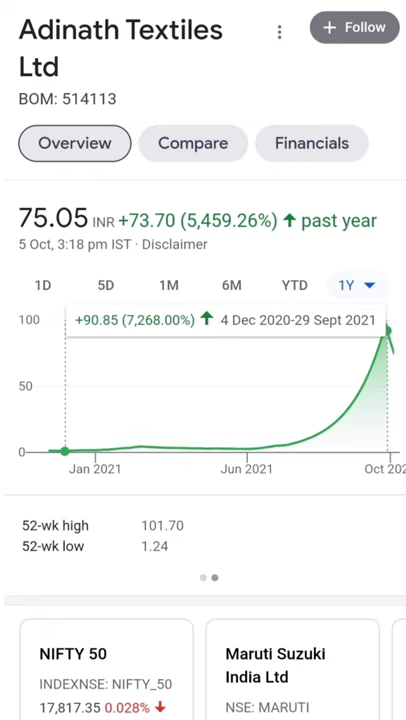 Adinath Textiles
Ltd
+ Follow
BOM: 514113
Overview Compare Financials
75.05 INR +73.70 (5,459.26%) ↑ past year
5 Oct, 3:18 pm IST · Disclaimer
1D 5D 1M 6M YTD 1Y
+90.85 (7,268.00%) ↑ 4 Dec 2020-29 Sept 2021
100
50
0
Jan 2021 Jun 2021 Oct 202
52-wk high 101.70
52-wk low 1.24
NIFTY 50
INDEXNSE: NIFTY_50
17,817.35 0.028% ↓
Maruti Suzuki
India Ltd
NSE: MARUTI